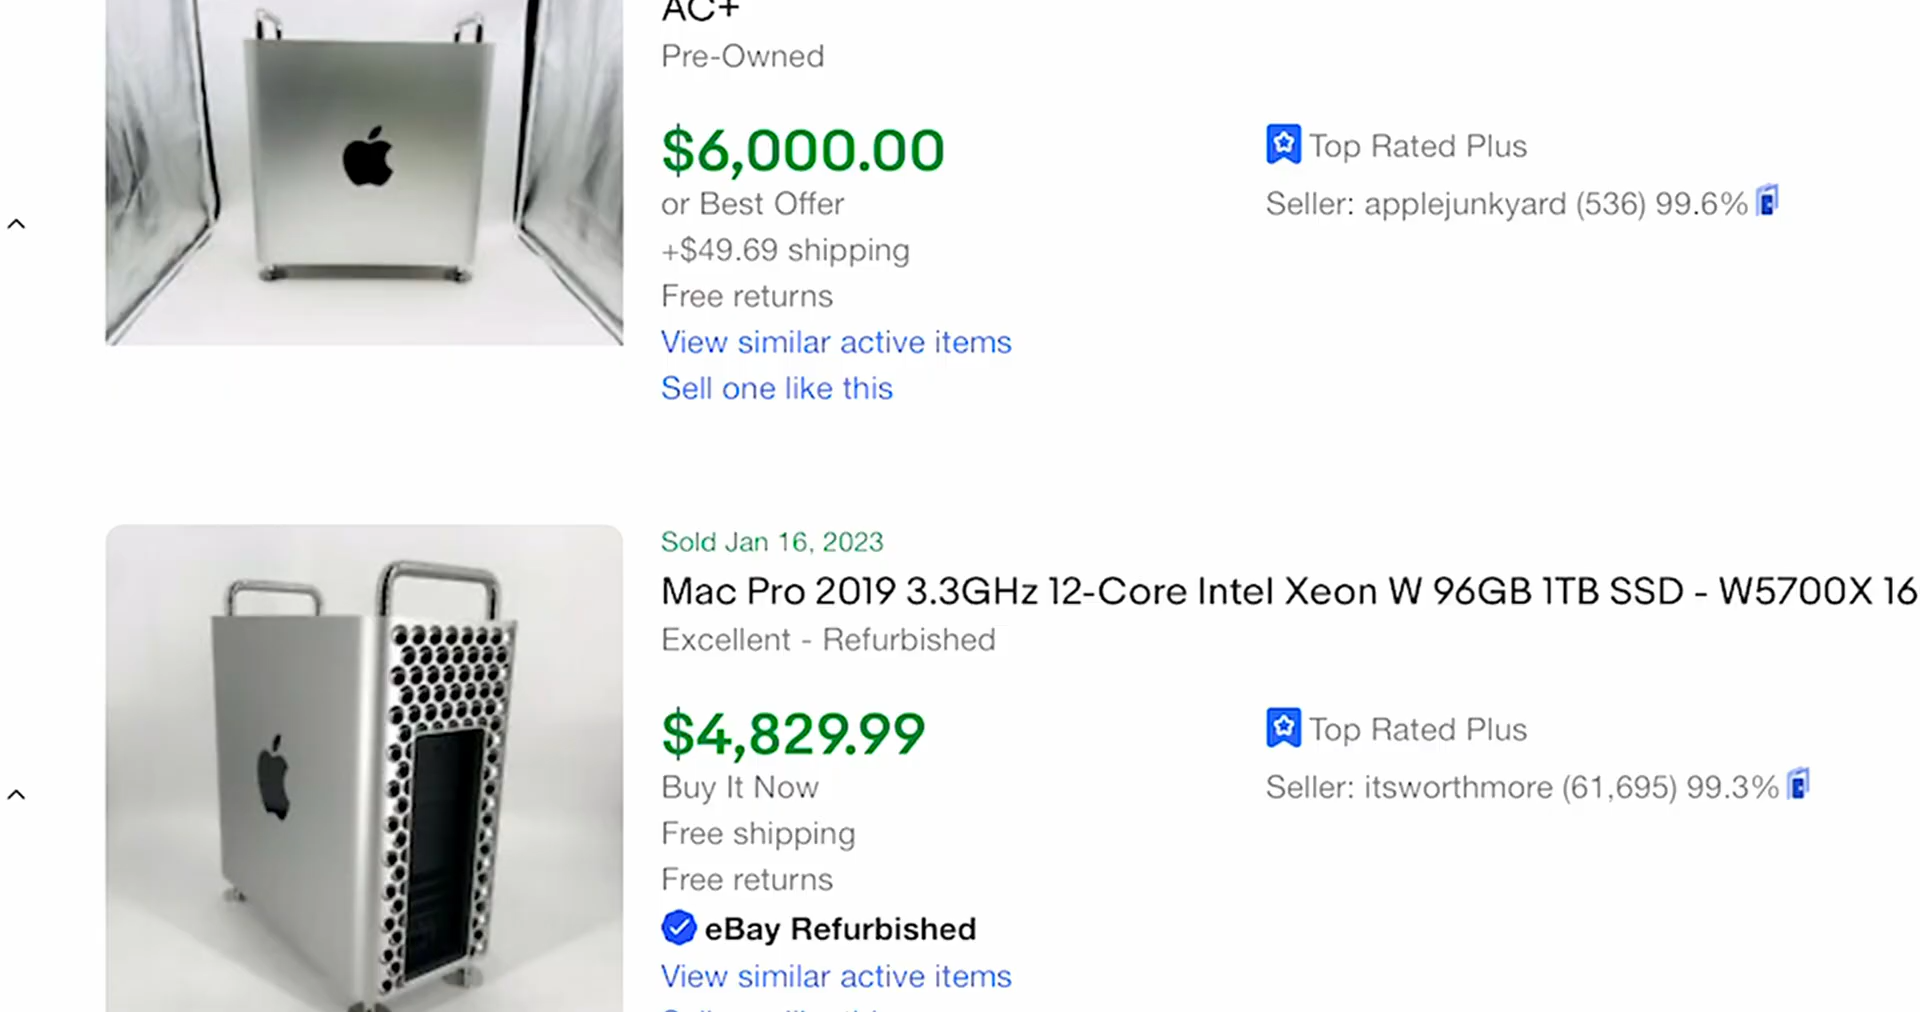 AC+
Pre-Owned
$6,000.00
or Best Offer
+$49.69 shipping
Free returns
View similar active items
Sell one like this
Top Rated Plus
Seller: applejunkyard (536) 99.6%
Sold Jan 16, 2023
Mac Pro 2019 3.3GHz 12-Core Intel Xeon W 96GB 1TB SSD - W5700X 16
Excellent - Refurbished
$4,829.99
Buy It Now
Free shipping
Free returns
eBay Refurbished
View similar active items
Top Rated Plus
Seller: itsworthmore (61,695) 99.3%